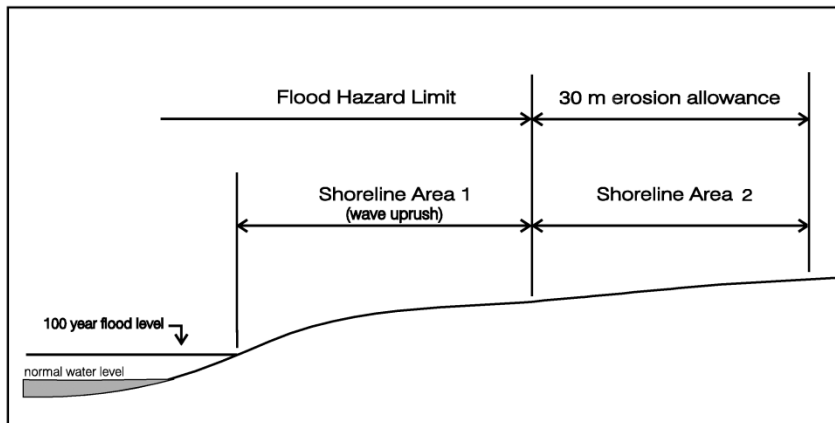 Flood Hazard Limit
30 m erosion allowance
Shoreline Area 1
(wave uprush)
Shoreline Area 2
100 year flood level
normal water level